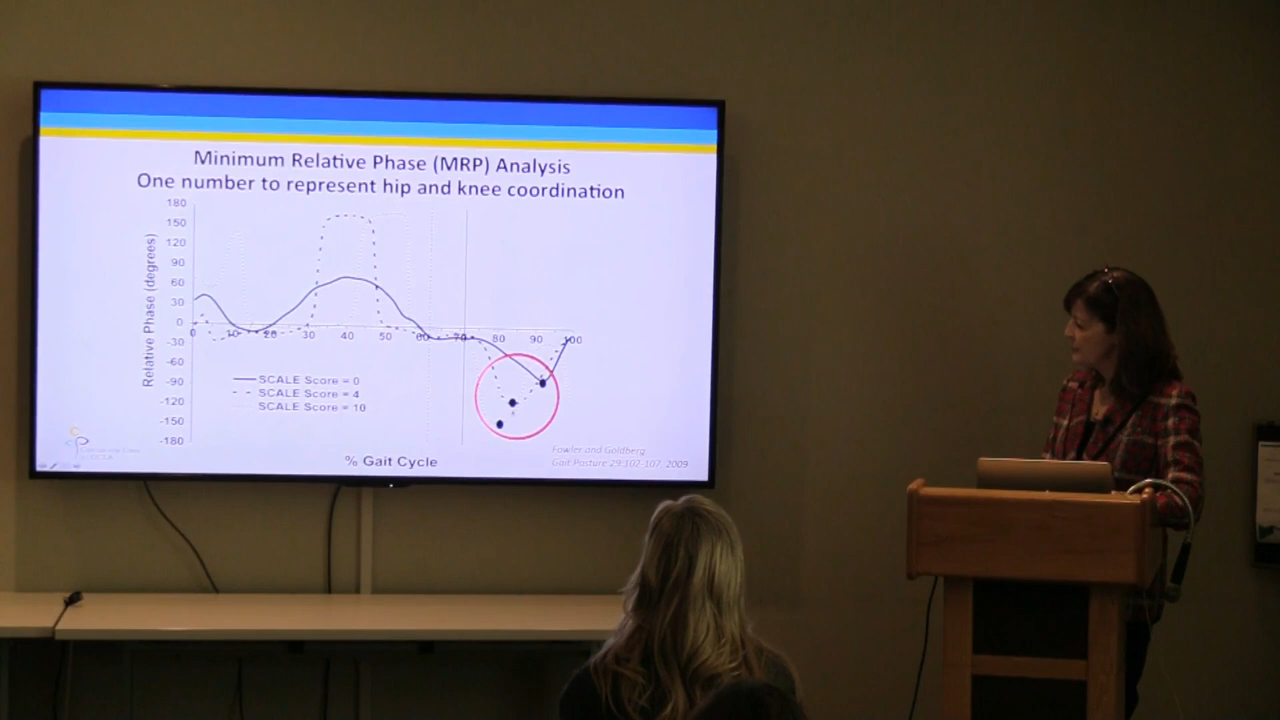 Minimum Relative Phase (MRP) Analysis
One number to represent hip and knee coordination
Relative Phase (degrees)
180
150
120
90
60
30
0
-30
-60
-90
-120
-150
-180
0 10 20 30 40 50 60 70 80 90 100
SCALE Score = 0
SCALE Score = 4
SCALE Score = 10
% Gait Cycle
Fowler and Goldberg
Gait Posture 29:102-107, 2009